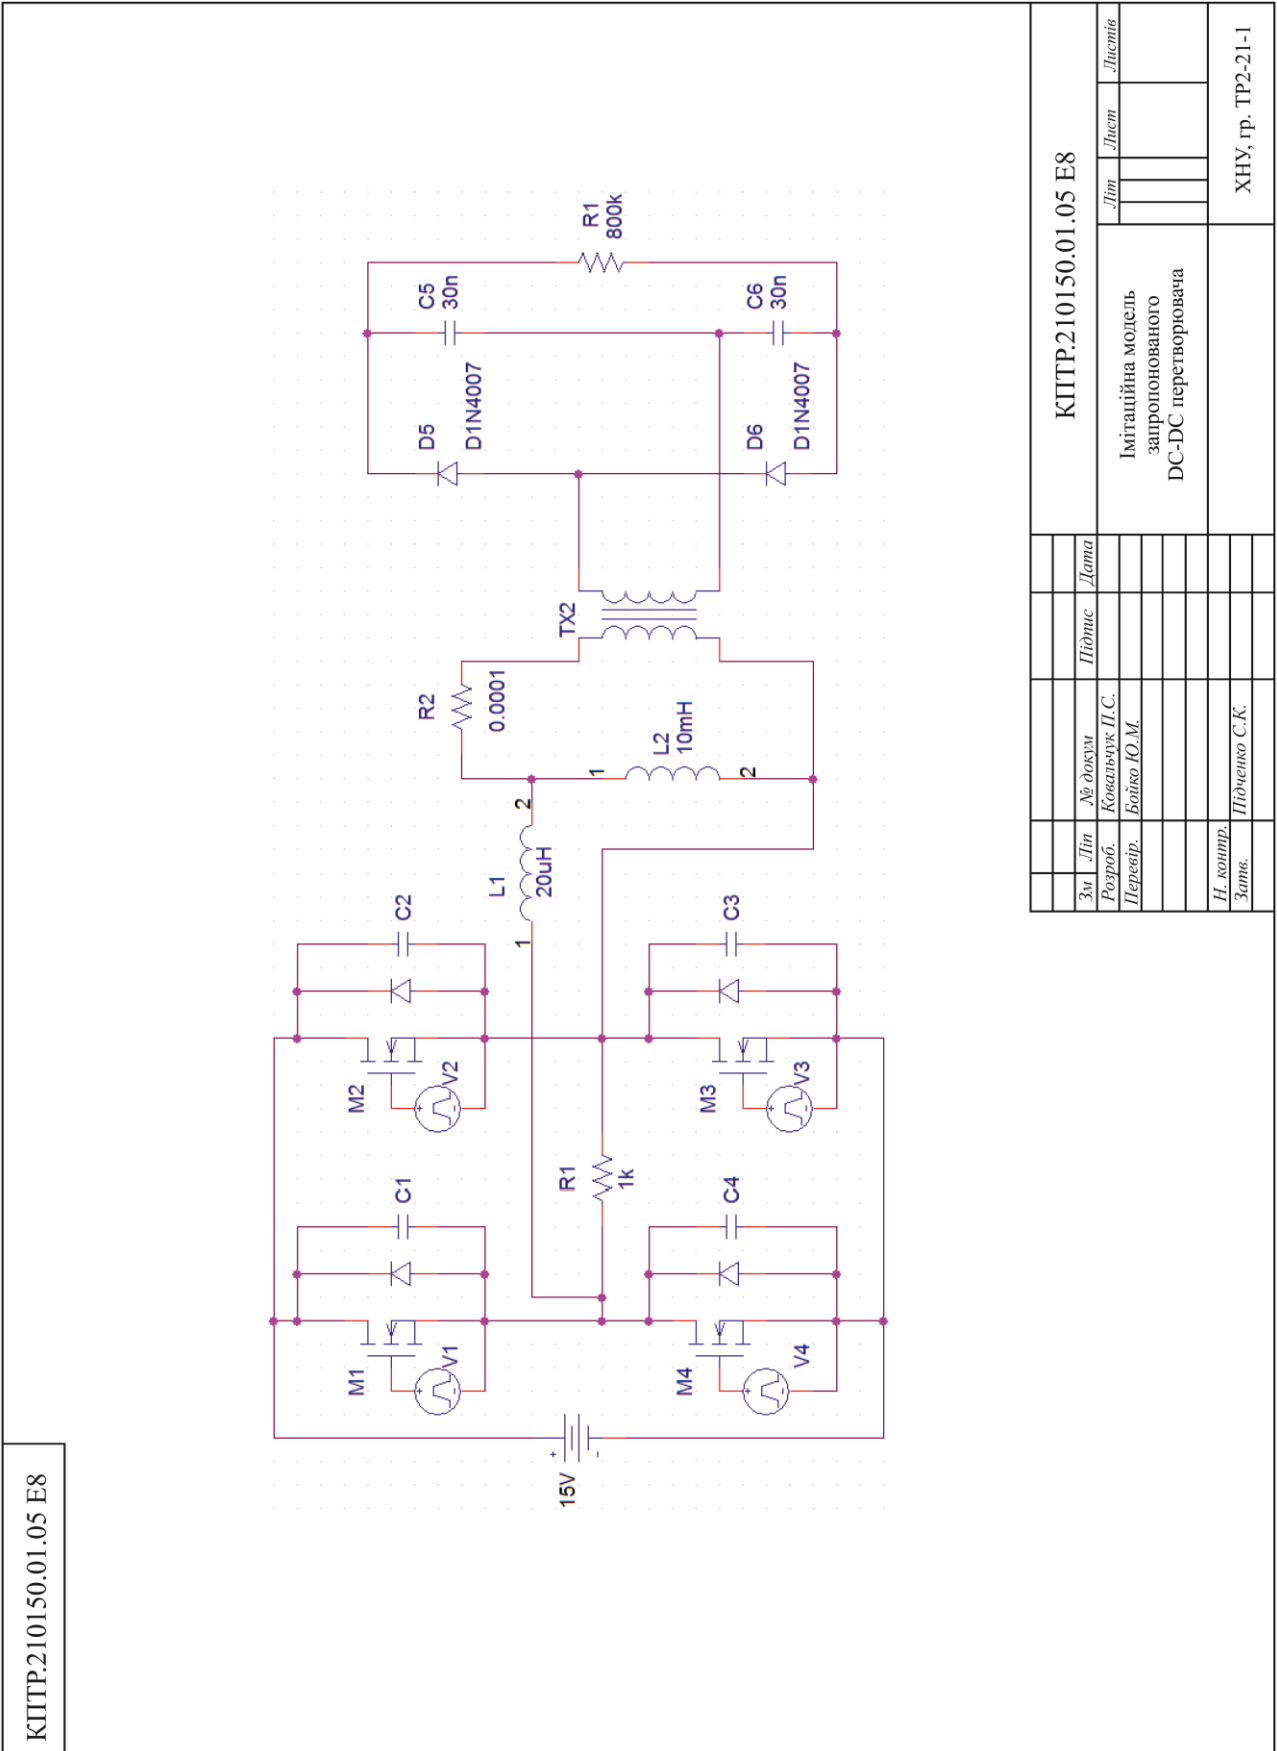 КПТР.210150.01.05 Е8
15V
+
-
M1
V1
+
-
C1
M2
V2
+
-
C2
M4
V4
+
-
C4
M3
V3
+
-
C3
R1
1k
1
L1
2
20uH
R2
0.0001
1
L2
10mH
2
TX2
D5
D1N4007
C5
30n
D6
D1N4007
C6
30n
R1
800k
КПТР.210150.01.05 Е8
Зм Літ № докум Підпис Дата
Розроб. Ковальчук П.С.
Перевір. Бойко Ю.М.
Н. контр.
Затв. Підченко С.К.
Імітаційна модель
запропонованого
DC-DC перетворювача
Літ Лист Листів
ХНУ, гр. ТР2-21-1